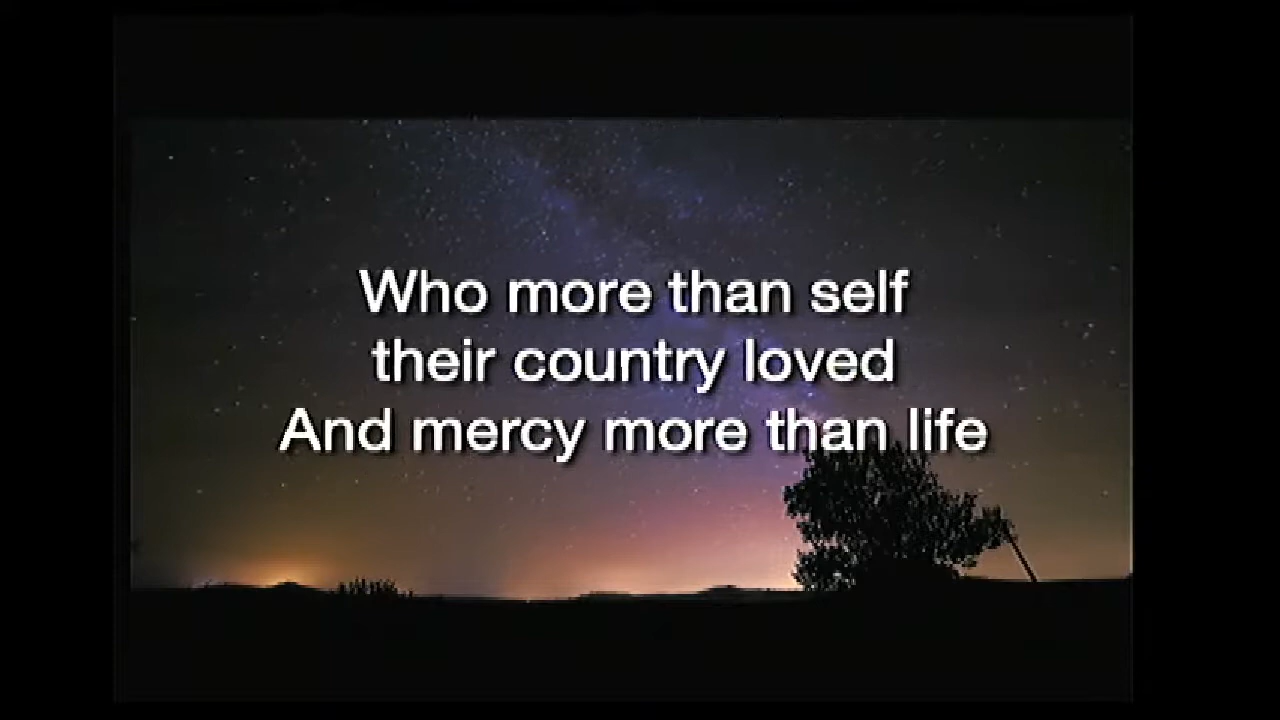 Who more than self
their country loved
And mercy more than life